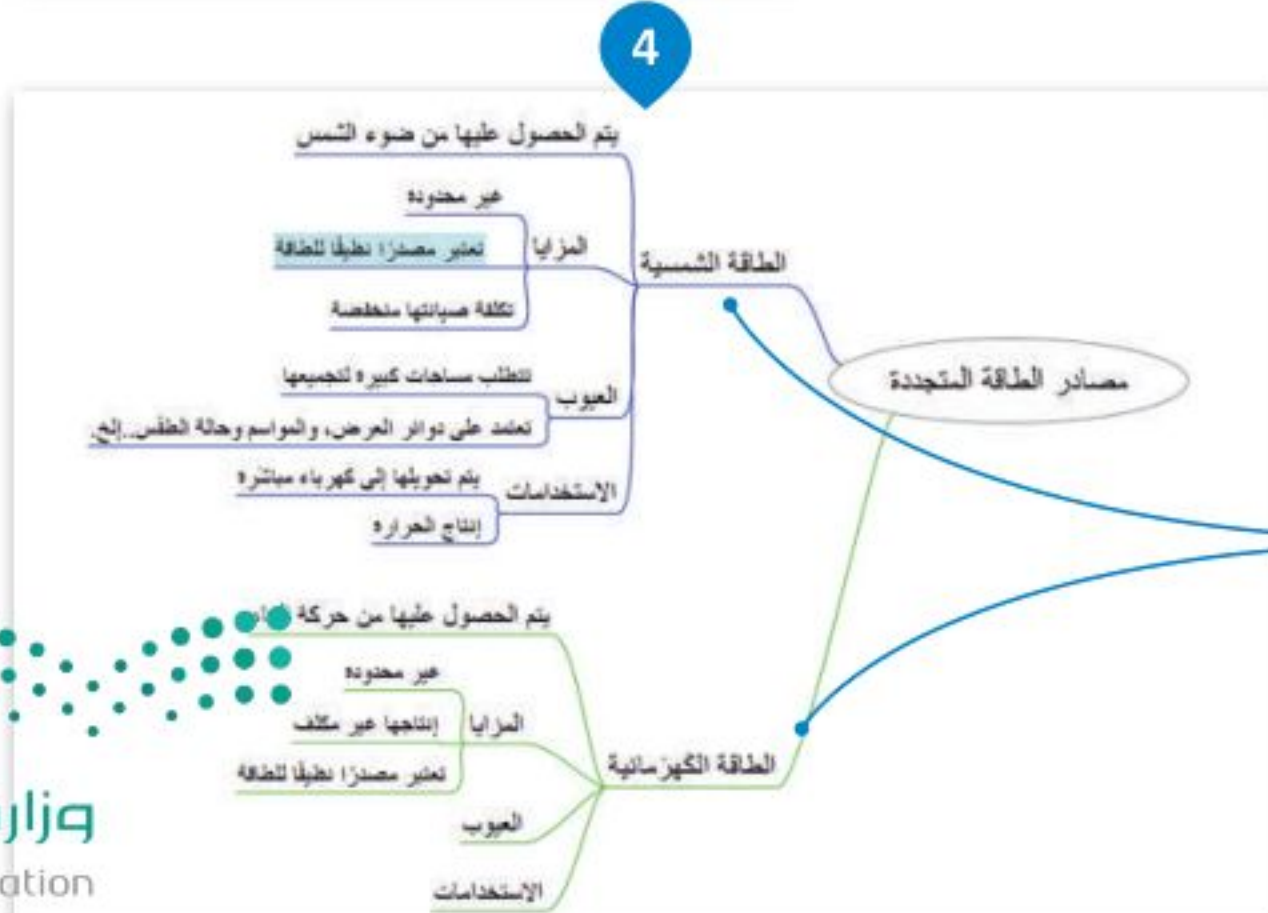 4
مصادر الطاقة المتجددة
الطاقة الشمسية
يتم الحصول عليها من ضوء الشمس
المزايا
غير محدودة
تعتبر مصدرًا نظيفًا للطاقة
تكلفة صيانتها منخفضة
العيوب
تتطلب مساحات كبيرة لتجميعها
تعتمد على دوائر العرض، والمواسم وحالة الطقس..إلخ.
الاستخدامات
يتم تحويلها إلى كهرباء مباشرة
إنتاج الحرارة
الطاقة الكهرمائية
يتم الحصول عليها من حركة
المزايا
غير محدودة
إنتاجها غير مكلف
تعتبر مصدرًا نظيفًا للطاقة
العيوب
الاستخدامات
وزار
ation